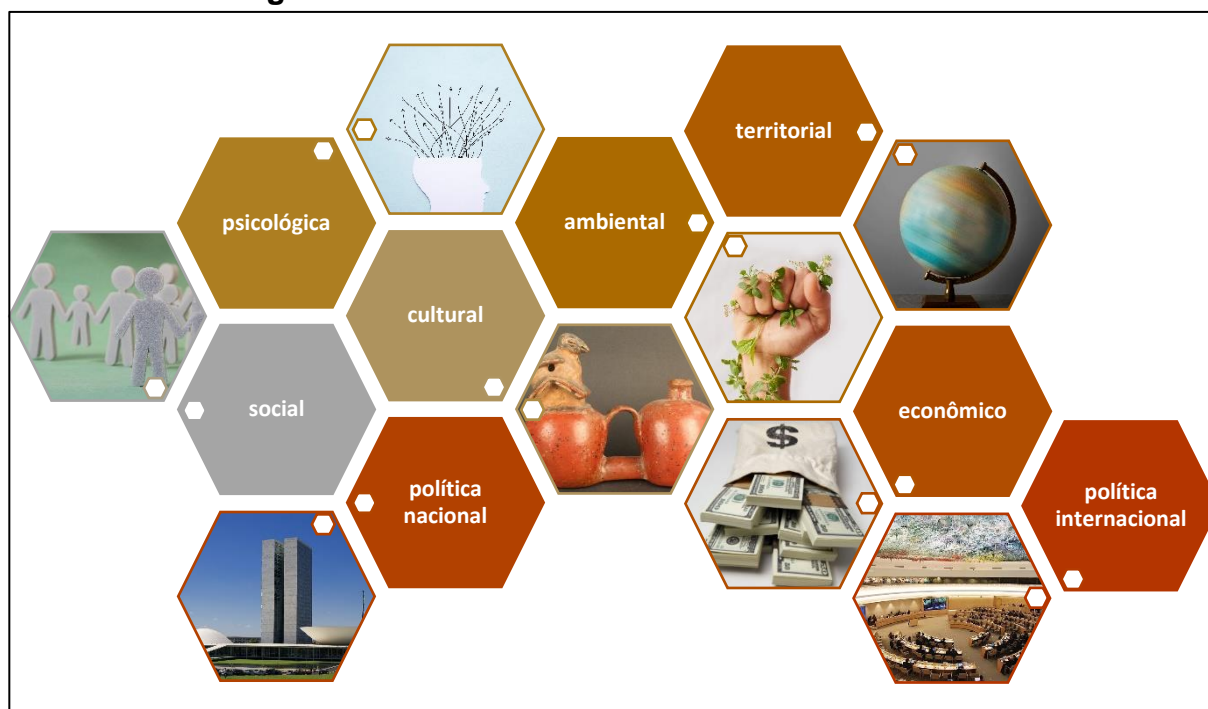 territorial
psicológica
ambiental
cultural
social
econômico
política
nacional
política
internacional
$